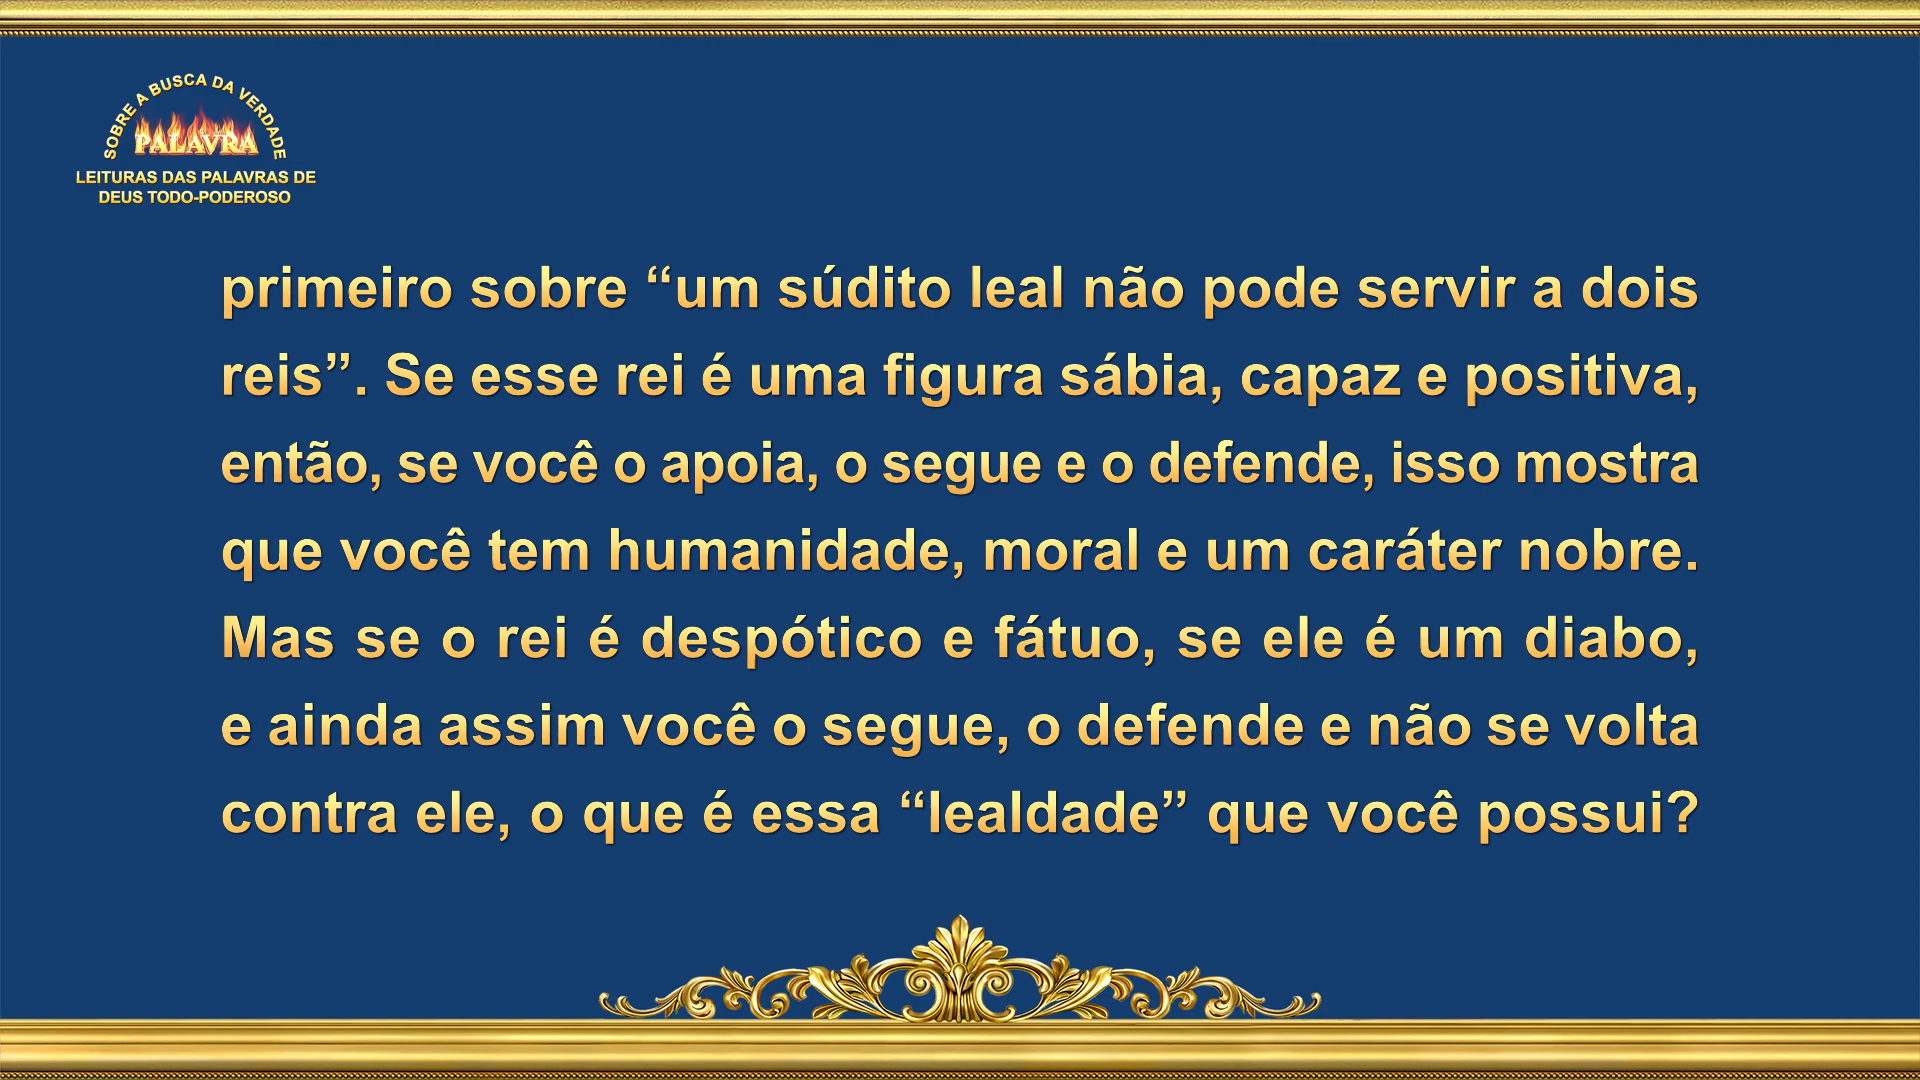 SOBRE A BUSCA DA VERDADE
PALAVRA
LEITURAS DAS PALAVRAS DE
DEUS TODO-PODEROSO
primeiro sobre “um súdito leal não pode servir a dois
reis”. Se esse rei é uma figura sábia, capaz e positiva,
então, se você o apoia, o segue e o defende, isso mostra
que você tem humanidade, moral e um caráter nobre.
Mas se o rei é despótico e fátuo, se ele é um diabo,
e ainda assim você o segue, o defende e não se volta
contra ele, o que é essa “lealdade” que você possui?